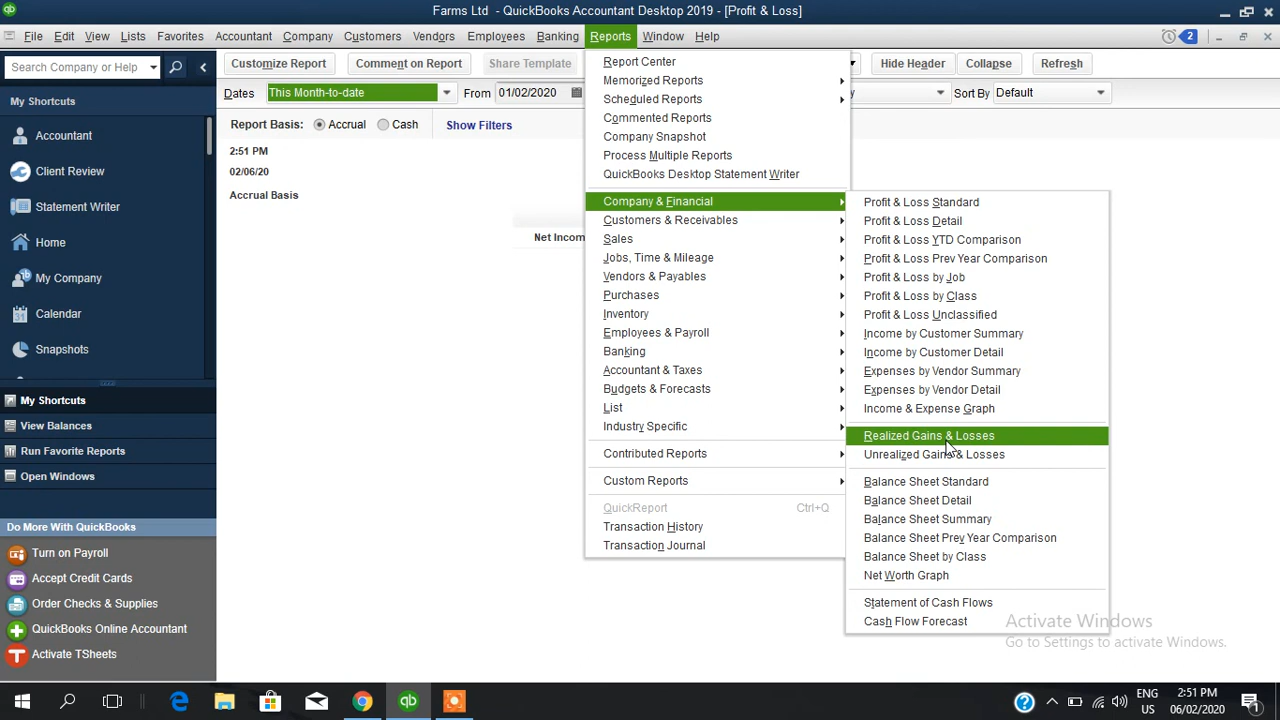 Farms Ltd - QuickBooks Accountant Desktop 2019 - [Profit & Loss]
File Edit View Lists Favorites Accountant Company Customers Vendors Employees Banking Reports Window Help 2
Search Company or Help
Customize Report Comment on Report Share Template Hide Header Collapse Refresh
Dates This Month-to-date From 01/02/2020 Sort By Default
Report Basis: Accrual Cash Show Filters
2:51 PM
02/06/20
Accrual Basis
Net Incom
My Shortcuts
Accountant
Client Review
Statement Writer
Home
My Company
Calendar
Snapshots
My Shortcuts
View Balances
Run Favorite Reports
Open Windows
Do More With QuickBooks
Turn on Payroll
Accept Credit Cards
Order Checks & Supplies
QuickBooks Online Accountant
Activate TSheets
Report Center
Memorized Reports
Scheduled Reports
Commented Reports
Company Snapshot
Process Multiple Reports
QuickBooks Desktop Statement Writer
Company & Financial
Customers & Receivables
Sales
Jobs, Time & Mileage
Vendors & Payables
Purchases
Inventory
Employees & Payroll
Banking
Accountant & Taxes
Budgets & Forecasts
List
Industry Specific
Contributed Reports
Custom Reports
QuickReport Ctrl+Q
Transaction History
Transaction Journal
Profit & Loss Standard
Profit & Loss Detail
Profit & Loss YTD Comparison
Profit & Loss Prev Year Comparison
Profit & Loss by Job
Profit & Loss by Class
Profit & Loss Unclassified
Income by Customer Summary
Income by Customer Detail
Expenses by Vendor Summary
Expenses by Vendor Detail
Income & Expense Graph
Realized Gains & Losses
Unrealized Gains & Losses
Balance Sheet Standard
Balance Sheet Detail
Balance Sheet Summary
Balance Sheet Prev Year Comparison
Balance Sheet by Class
Net Worth Graph
Statement of Cash Flows
Cash Flow Forecast
Activate Windows
Go to Settings to activate Windows.
ENG
US
2:51 PM
06/02/2020
1